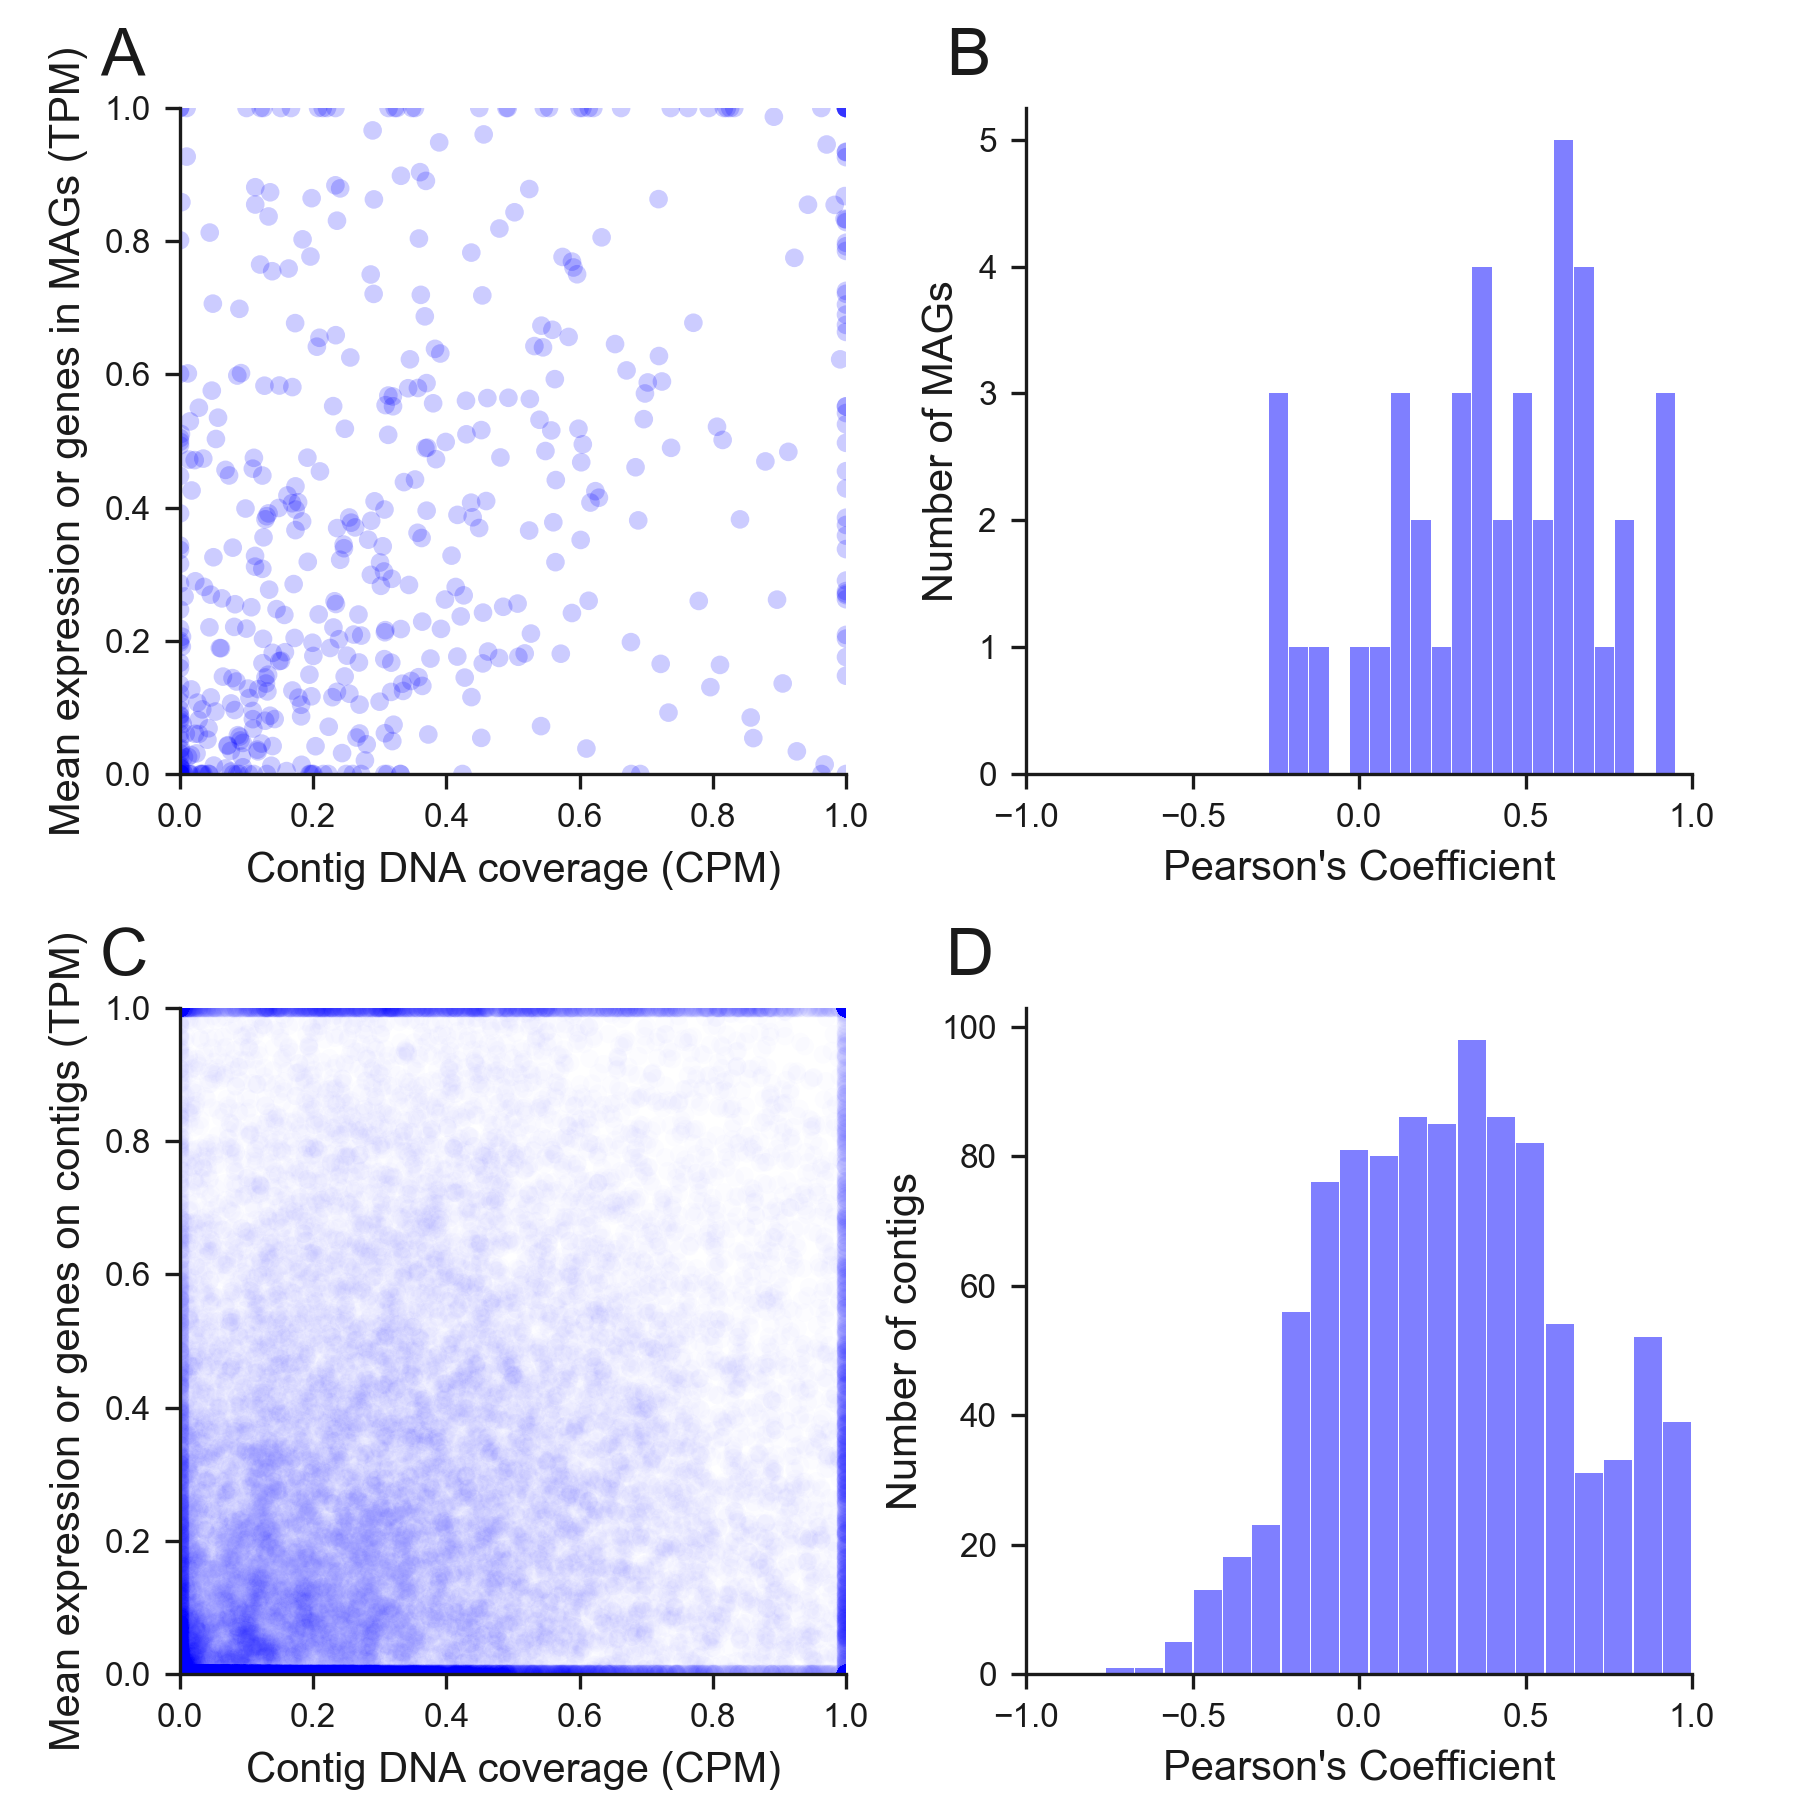 A
Mean expression or genes in MAGs (TPM)
1.0
0.8
0.6
0.4
0.2
0.0
0.0 0.2 0.4 0.6 0.8 1.0
Contig DNA coverage (CPM)
B
Number of MAGs
5
4
3
2
1
0
−1.0 −0.5 0.0 0.5 1.0
Pearson's Coefficient
C
Mean expression or genes on contigs (TPM)
1.0
0.8
0.6
0.4
0.2
0.0
0.0 0.2 0.4 0.6 0.8 1.0
Contig DNA coverage (CPM)
D
Number of contigs
100
80
60
40
20
0
−1.0 −0.5 0.0 0.5 1.0
Pearson's Coefficient